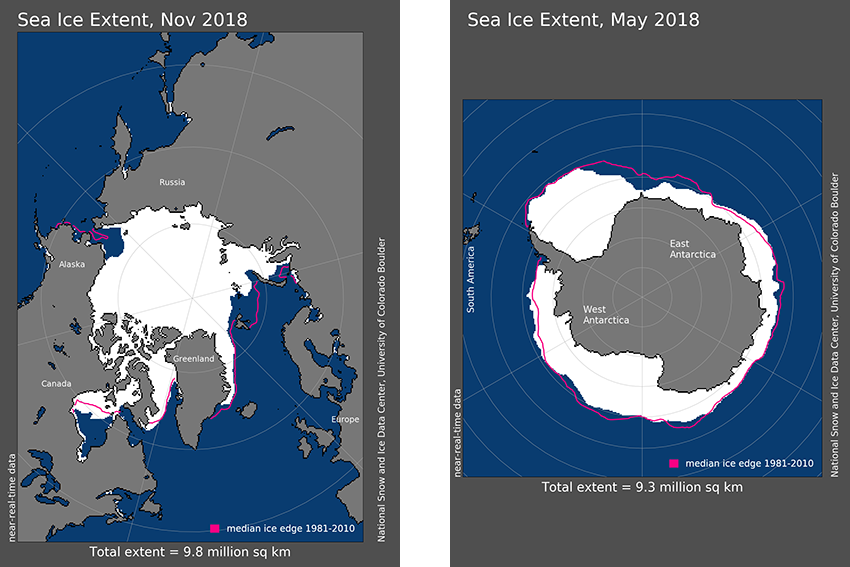 Sea Ice Extent, Nov 2018
Russia
Alaska
Greenland
Canada
Europe
median ice edge 1981-2010
near-real-time data
National Snow and Ice Data Center, University of Colorado Boulder
Total extent = 9.8 million sq km
Sea Ice Extent, May 2018
South America
East
Antarctica
West
Antarctica
median ice edge 1981-2010
near-real-time data
National Snow and Ice Data Center, University of Colorado Boulder
Total extent = 9.3 million sq km